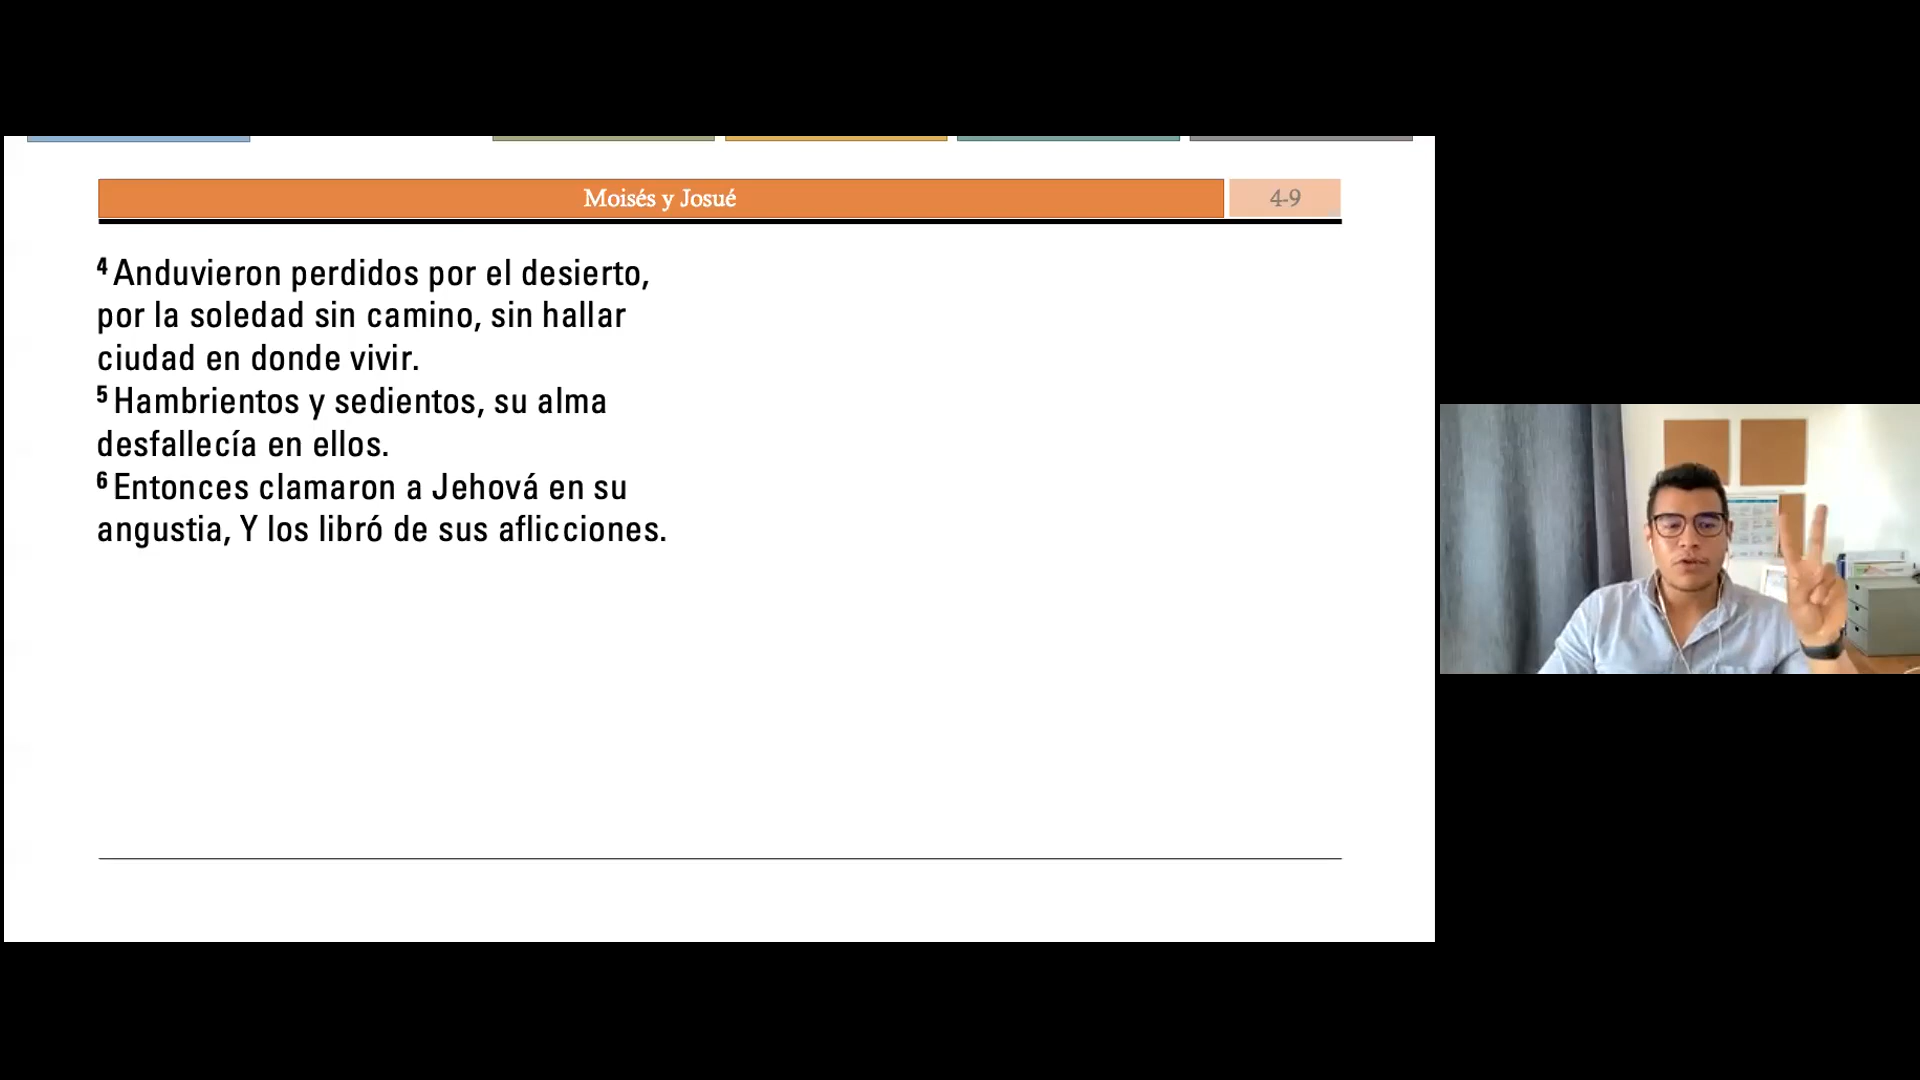 Moisés y Josué
4-9
4 Anduvieron perdidos por el desierto,
por la soledad sin camino, sin hallar
ciudad en donde vivir.
5 Hambrientos y sedientos, su alma
desfallecía en ellos.
6 Entonces clamaron a Jehová en su
angustia, Y los libró de sus aflicciones.